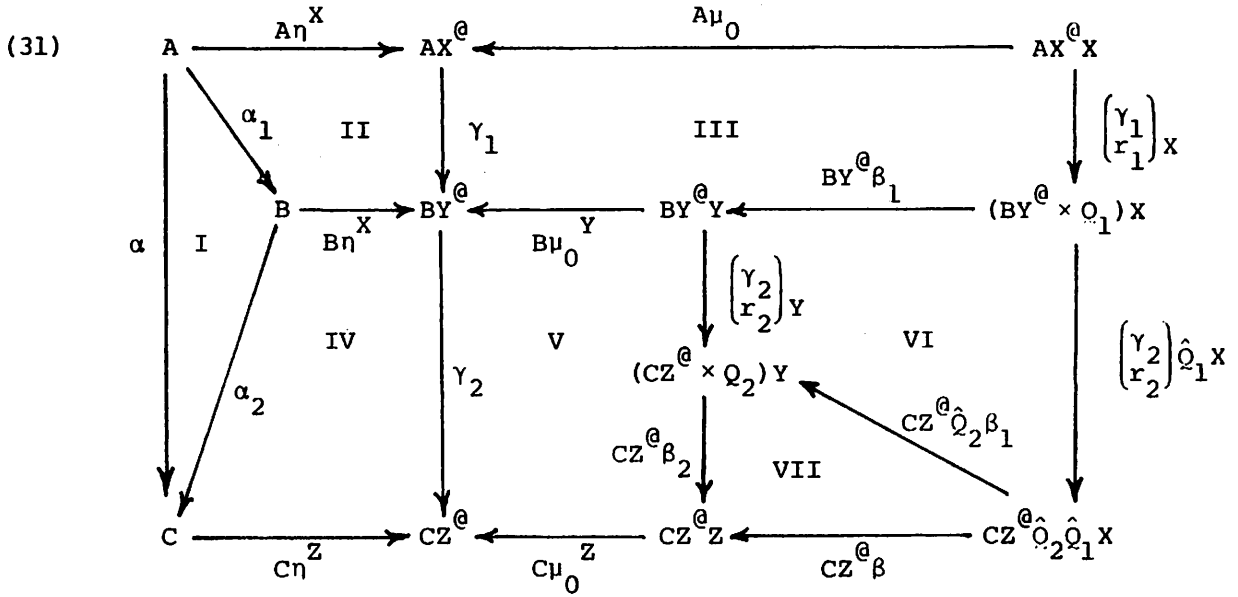 (31) A Aη^X AX^@ Aμ_0 AX^@X
α_1 II γ_1 III (γ_1 r_1)X
BY^@β_1
B BY^@ BY^@Y (BY^@ × Q_1)X
α I Bη^X Bμ_0^Y
(γ_2 r_2)Y
IV V VI (γ_2 r_2)Q̂_1X
α_2 γ_2 (CZ^@ × Q_2)Y
CZ^@Q̂_2β_1
CZ^@β_2 VII
C CZ^@ CZ^@Z CZ^@Q̂_2Q̂_1X
Cη^Z Cμ_0^Z CZ^@β